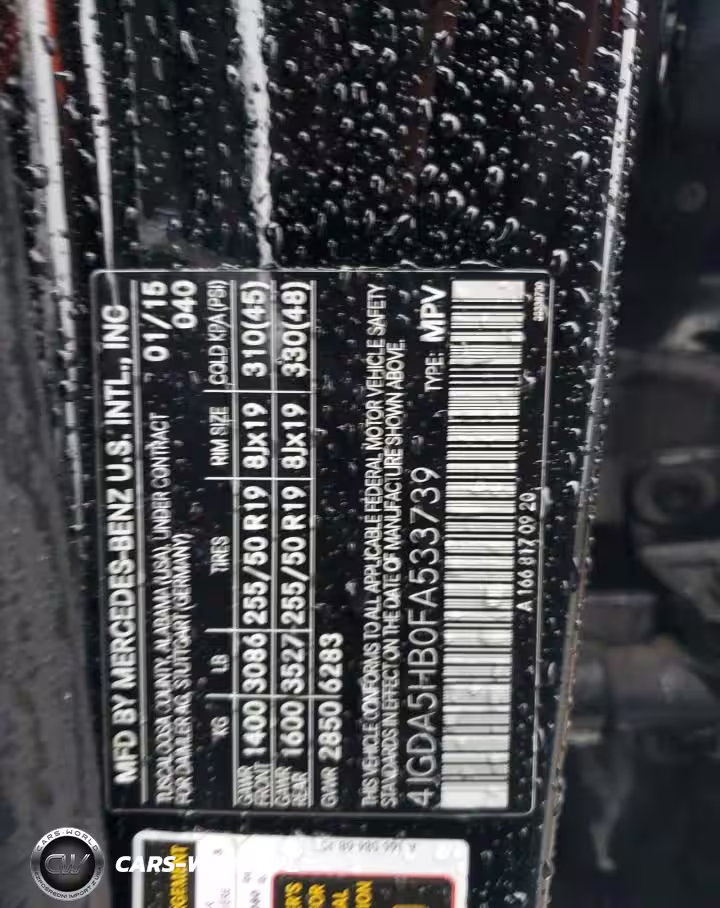 MFD BY MERCEDES-BENZ U.S. INTL., INC
TUSCALOOSA COUNTY, ALABAMA (USA), UNDER CONTRACT 01/15
FOR DAIMLER AG, STUTTGART (GERMANY) 040
KG LB TIRES RIM SIZE COLD KPA(PSI)
GAWR FRONT 1400 3086 255/50 R19 8Jx19 310(45)
GAWR REAR 1600 3527 255/50 R19 8Jx19 330(48)
GVWR 2850 6283
THIS VEHICLE CONFORMS TO ALL APPLICABLE FEDERAL MOTOR VEHICLE SAFETY
STANDARDS IN EFFECT ON THE DATE OF MANUFACTURE SHOWN ABOVE.
4JGDA5HB0FA533739 TYPE: MPV
A 166 817 09 20
CARS-WORLD
CW
CARS-W